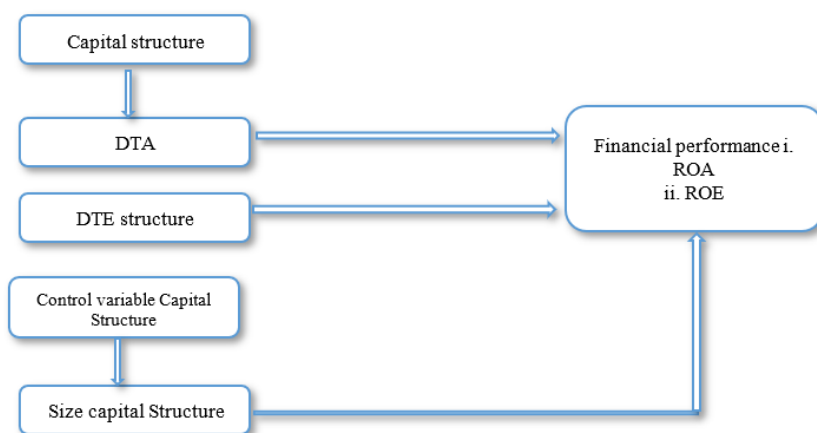 Capital structure
DTA
Financial performance i.
ROA
ii. ROE
DTE structure
Control variable Capital
Structure
Size capital Structure